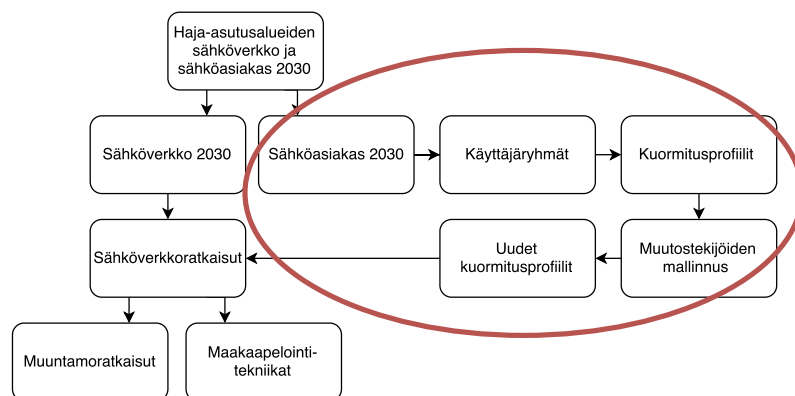 Haja-asutusalueiden
sähköverkko ja
sähköasiakas 2030
Sähköverkko 2030
Sähköasiakas 2030
Käyttäjäryhmät
Kuormitusprofiilit
Sähköverkkoratkaisut
Uudet
kuormitusprofiilit
Muutostekijöiden
mallinnus
Muuntamoratkaisut
Maakaapelointi-
tekniikat